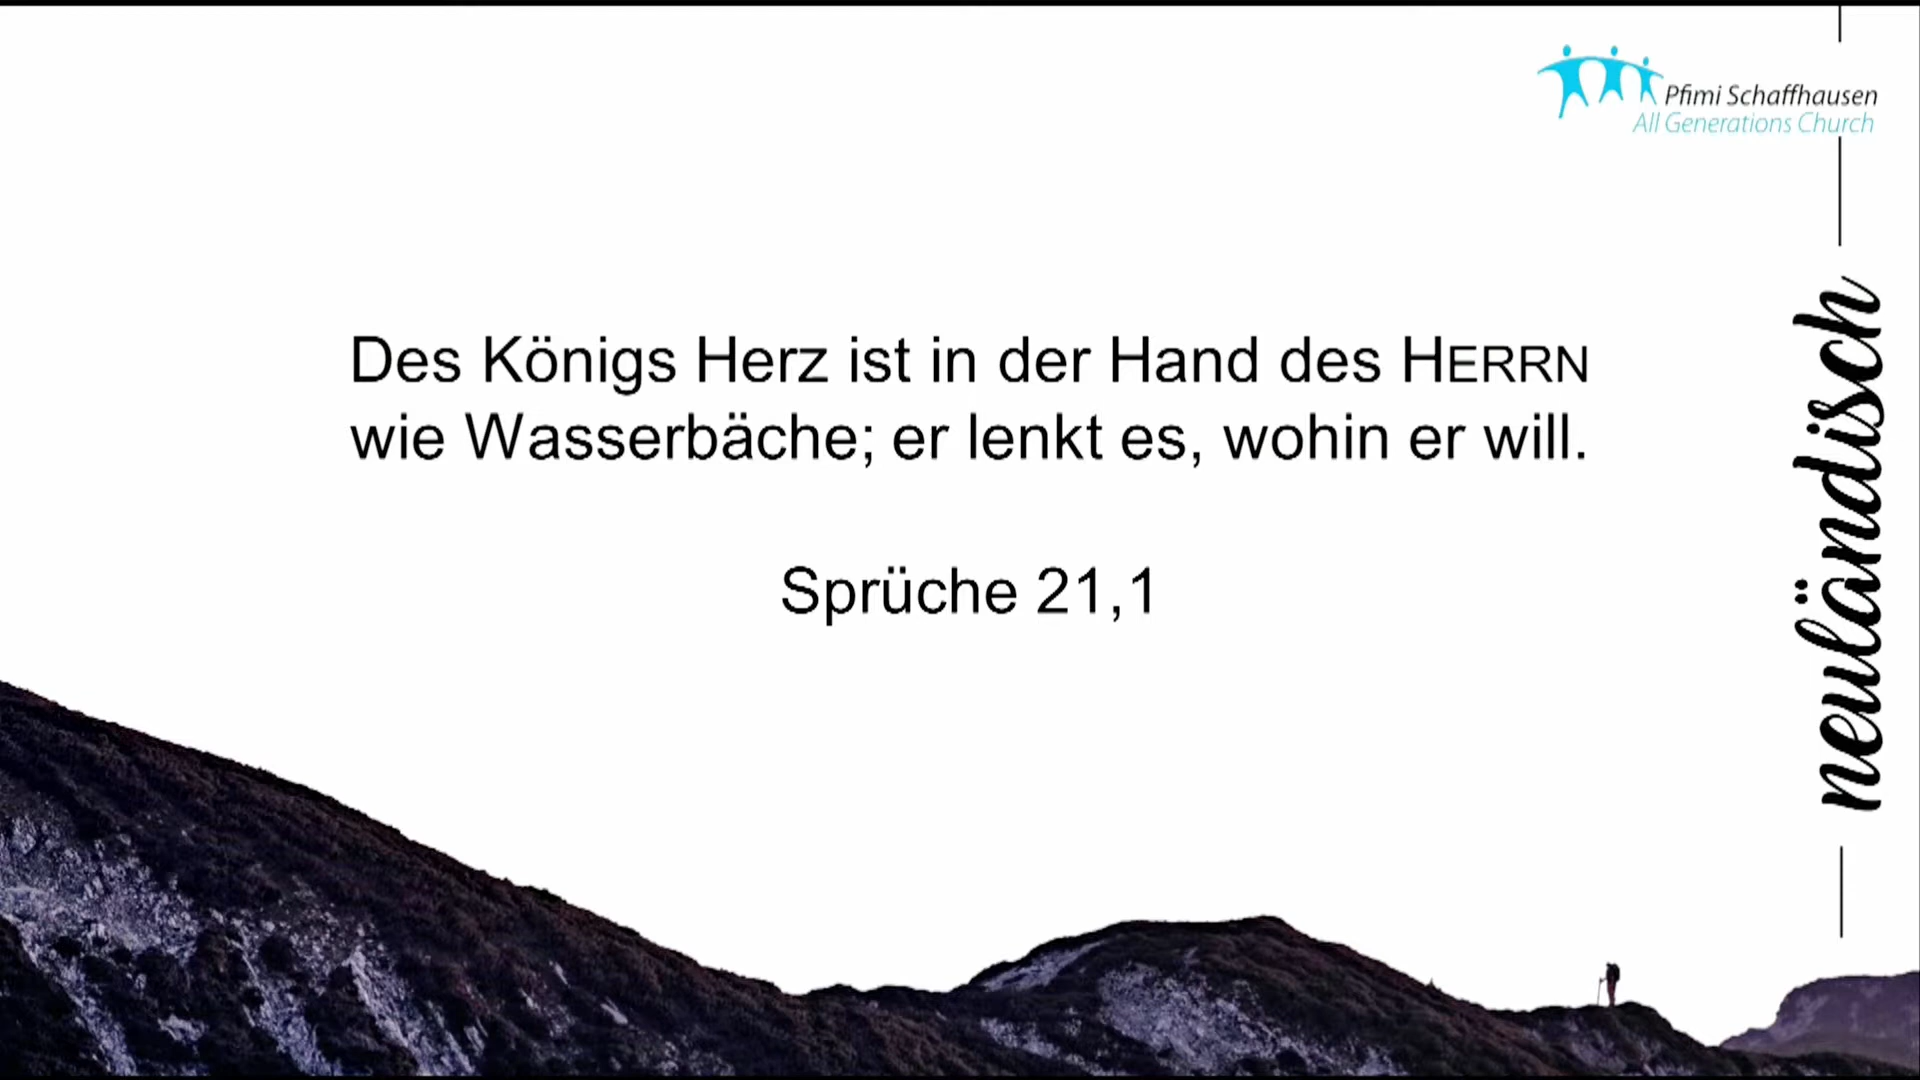 Pfimi Schaffhausen
All Generations Church
Des Königs Herz ist in der Hand des HERRN
wie Wasserbäche; er lenkt es, wohin er will.
Sprüche 21,1
neuländisch